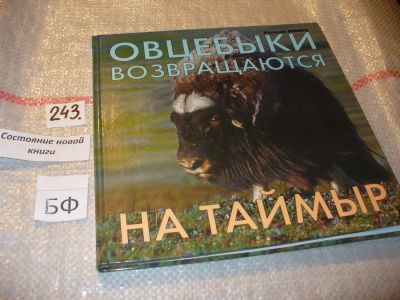 ОВЦЕБЫКИ
ВОЗВРАЩАЮТСЯ
НА ТАЙМЫР
243.
Состояние новой
книги
БФ